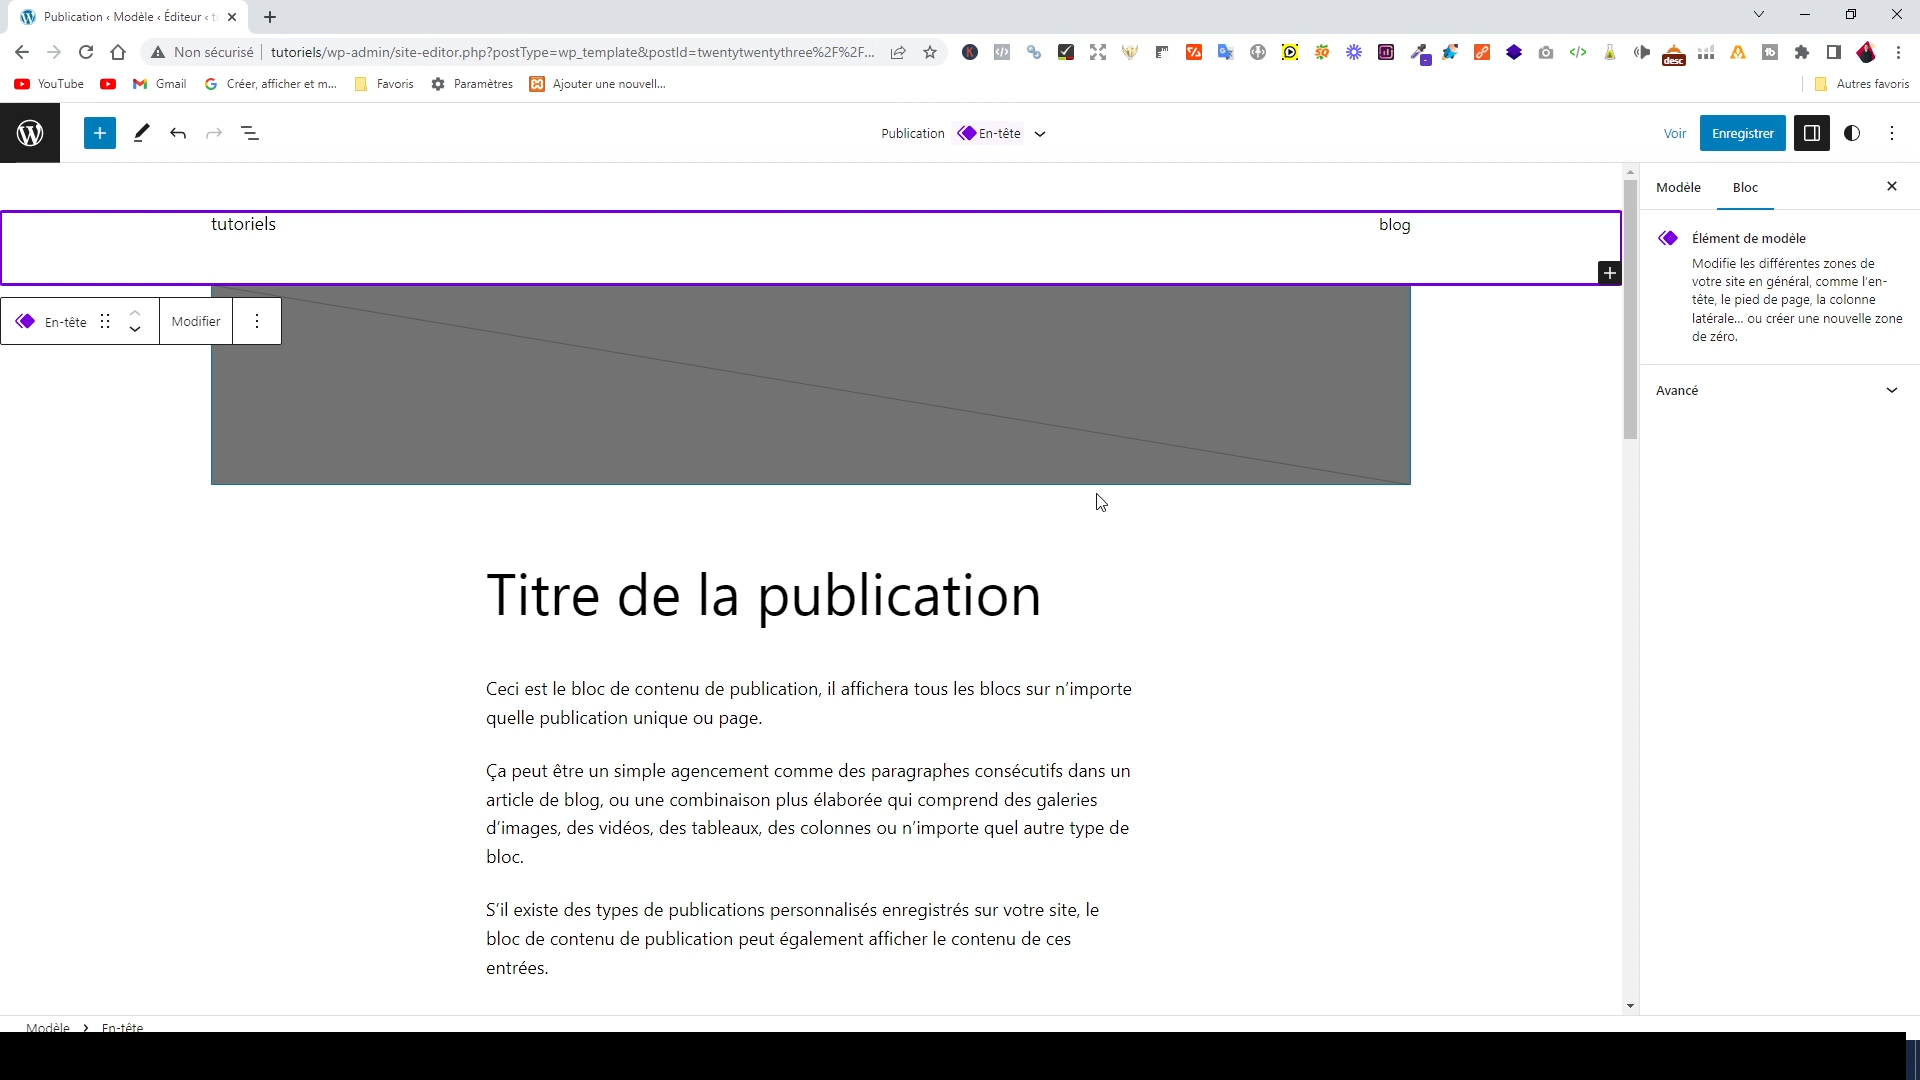 Publication ‹ Modèle ‹ Éditeur ‹
Non sécurisé
tutoriels/wp-admin/site-editor.php?postType=wp_template&postId=twentytwentythree%2F%2F...
desc
YouTube
Gmail
Créer, afficher et m...
Favoris
Paramètres
Ajouter une nouvell...
Autres favoris
Publication
En-tête
Voir
Enregistrer
Modèle
Bloc
tutoriels
blog
Élément de modèle
Modifie les différentes zones de
votre site en général, comme l'en-
tête, le pied de page, la colonne
latérale... ou créer une nouvelle zone
de zéro.
En-tête
Modifier
Avancé
Titre de la publication
Ceci est le bloc de contenu de publication, il affichera tous les blocs sur n’importe
quelle publication unique ou page.
Ça peut être un simple agencement comme des paragraphes consécutifs dans un
article de blog, ou une combinaison plus élaborée qui comprend des galeries
d’images, des vidéos, des tableaux, des colonnes ou n’importe quel autre type de
bloc.
S’il existe des types de publications personnalisés enregistrés sur votre site, le
bloc de contenu de publication peut également afficher le contenu de ces
entrées.
Modèle
En-tête